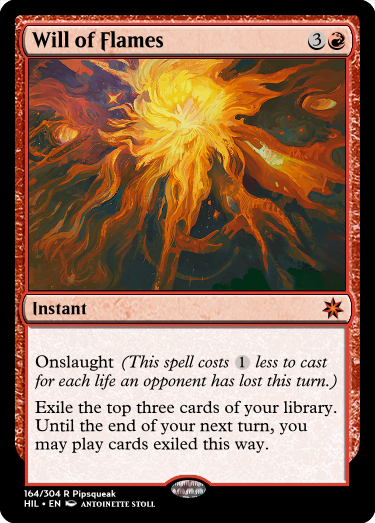 Will of Flames 3
Instant
Onslaught (This spell costs 1 less to cast
for each life an opponent has lost this turn.)
Exile the top three cards of your library.
Until the end of your next turn, you
may play cards exiled this way.
164/304 R Pipsqueak
HIL • EN ANTOINETTE STOLL